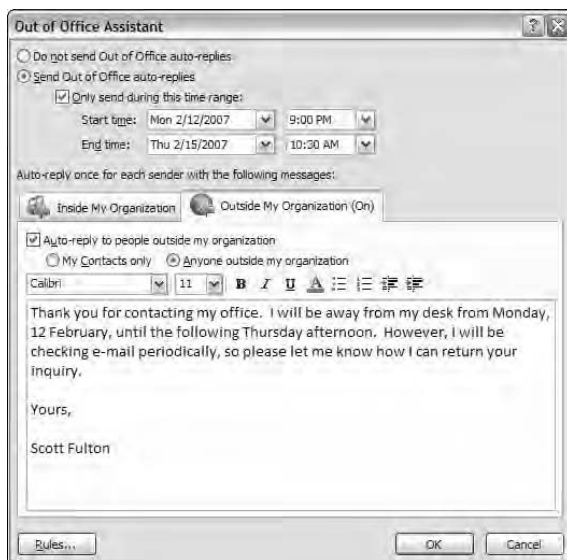 Out of Office Assistant
Do not send Out of Office auto-replies
Send Out of Office auto-replies
Only send during this time range:
Start time: Mon 2/12/2007 9:00 PM
End time: Thu 2/15/2007 10:30 AM
Auto-reply once for each sender with the following messages:
Inside My Organization Outside My Organization (On)
Auto-reply to people outside my organization
My Contacts only Anyone outside my organization
Calibri 11 B I U A
Thank you for contacting my office. I will be away from my desk from Monday,
12 February, until the following Thursday afternoon. However, I will be
checking e-mail periodically, so please let me know how I can return your
inquiry.
Yours,
Scott Fulton
Rules... OK Cancel